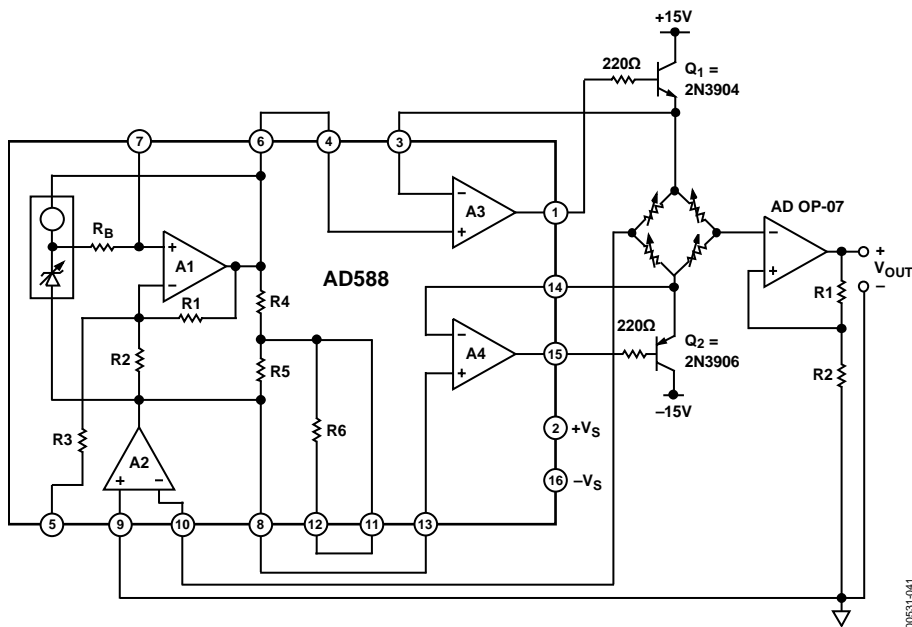 +15V
220Ω
Q1 =
2N3904
7
6
4
3
RB
+
A1
−
R1
AD588
R4
−
A3
+
1
AD OP-07
−
+
+
VOUT
−
R1
R2
R5
R6
−
A4
+
14
15
220Ω
Q2 =
2N3906
−15V
R2
R3
A2
+
−
2
+VS
16
−VS
5
9
10
8
12
11
13
00531-041